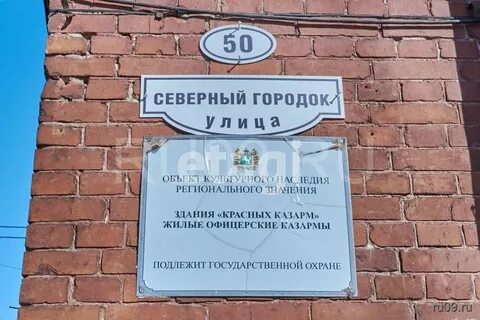 50
СЕВЕРНЫЙ ГОРОДОК
улица
ОБЪЕКТ КУЛЬТУРНОГО НАСЛЕДИЯ
РЕГИОНАЛЬНОГО ЗНАЧЕНИЯ
ЗДАНИЯ «КРАСНЫХ КАЗАРМ»
ЖИЛЫЕ ОФИЦЕРСКИЕ КАЗАРМЫ
ПОДЛЕЖИТ ГОСУДАРСТВЕННОЙ ОХРАНЕ
ru09.ru